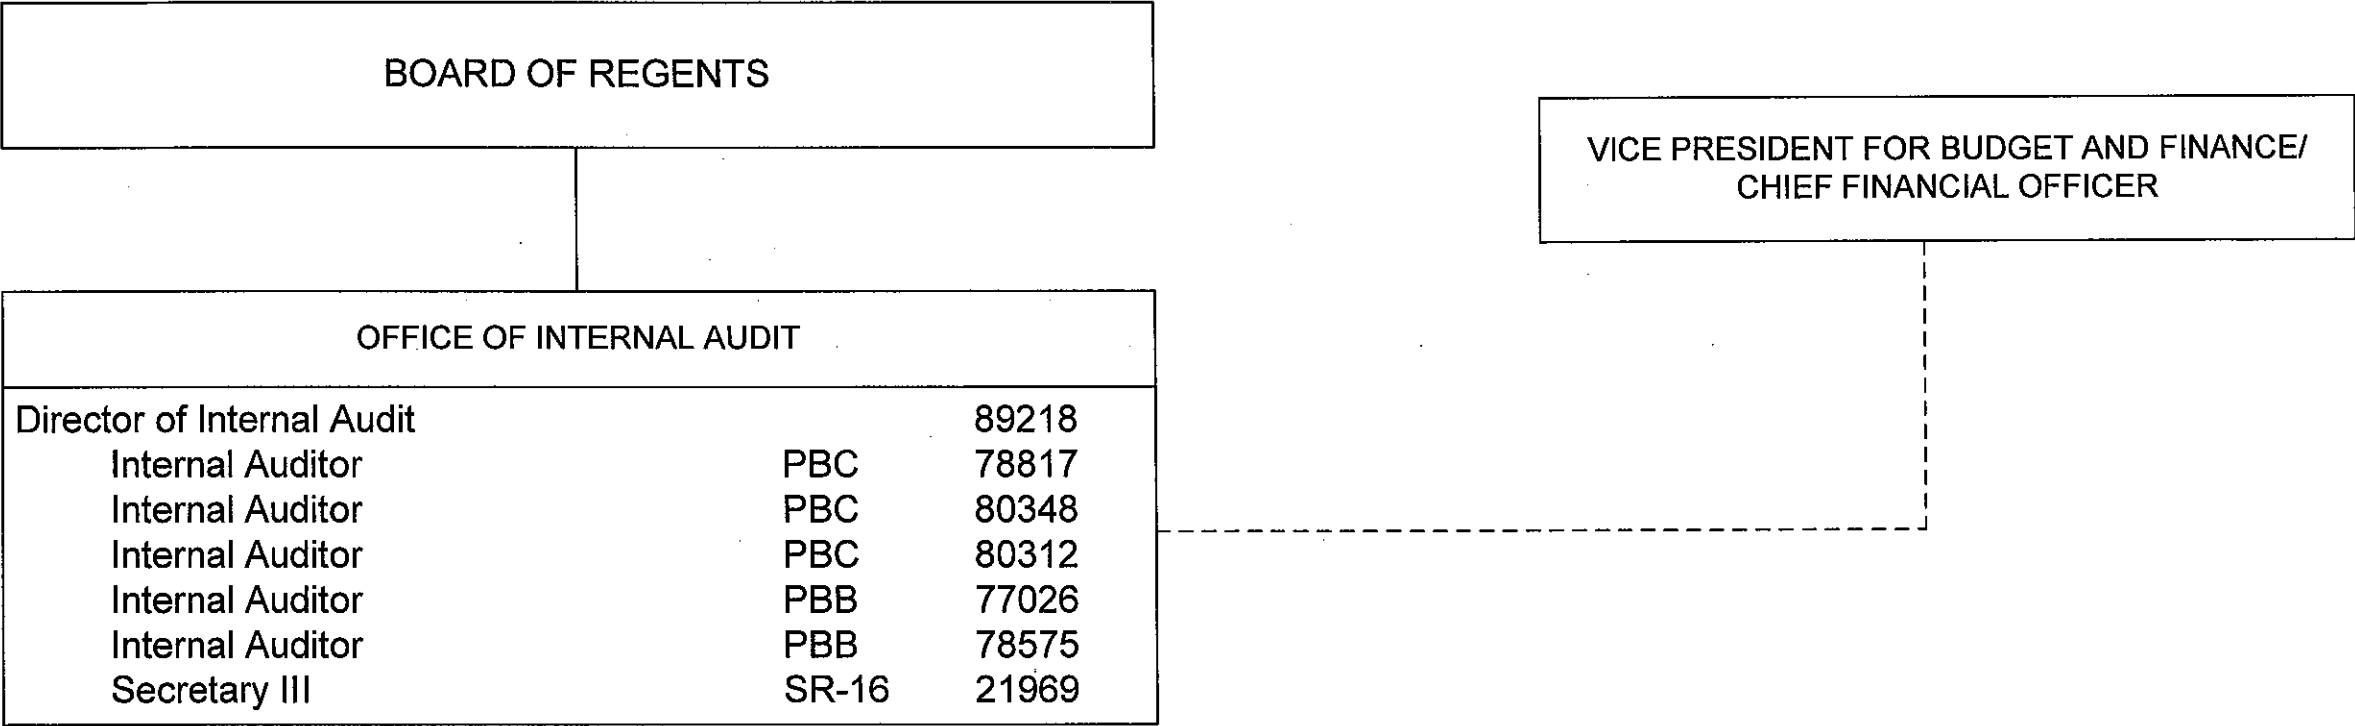 BOARD OF REGENTS
VICE PRESIDENT FOR BUDGET AND FINANCE/
CHIEF FINANCIAL OFFICER
OFFICE OF INTERNAL AUDIT
Director of Internal Audit 89218
Internal Auditor PBC 78817
Internal Auditor PBC 80348
Internal Auditor PBC 80312
Internal Auditor PBB 77026
Internal Auditor PBB 78575
Secretary III SR-16 21969